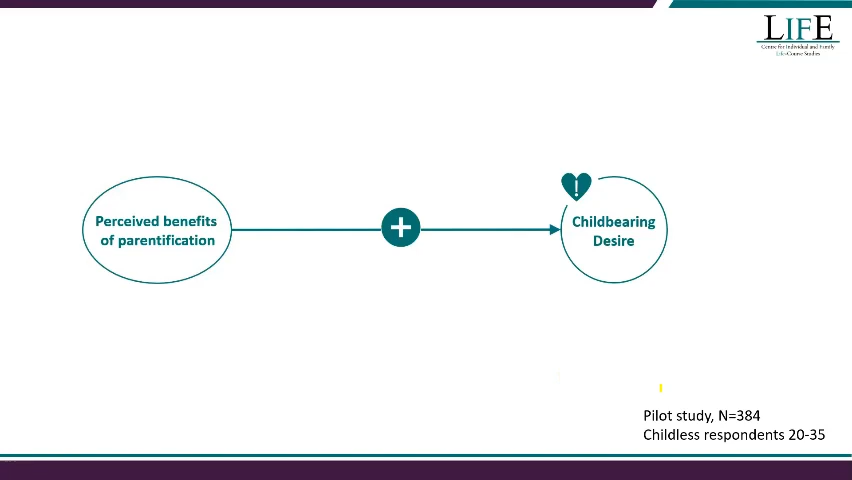 LIFE
Centre for Individual and Family
Life-Course Studies
Perceived benefits
of parentification
Childbearing
Desire
Pilot study, N=384
Childless respondents 20-35